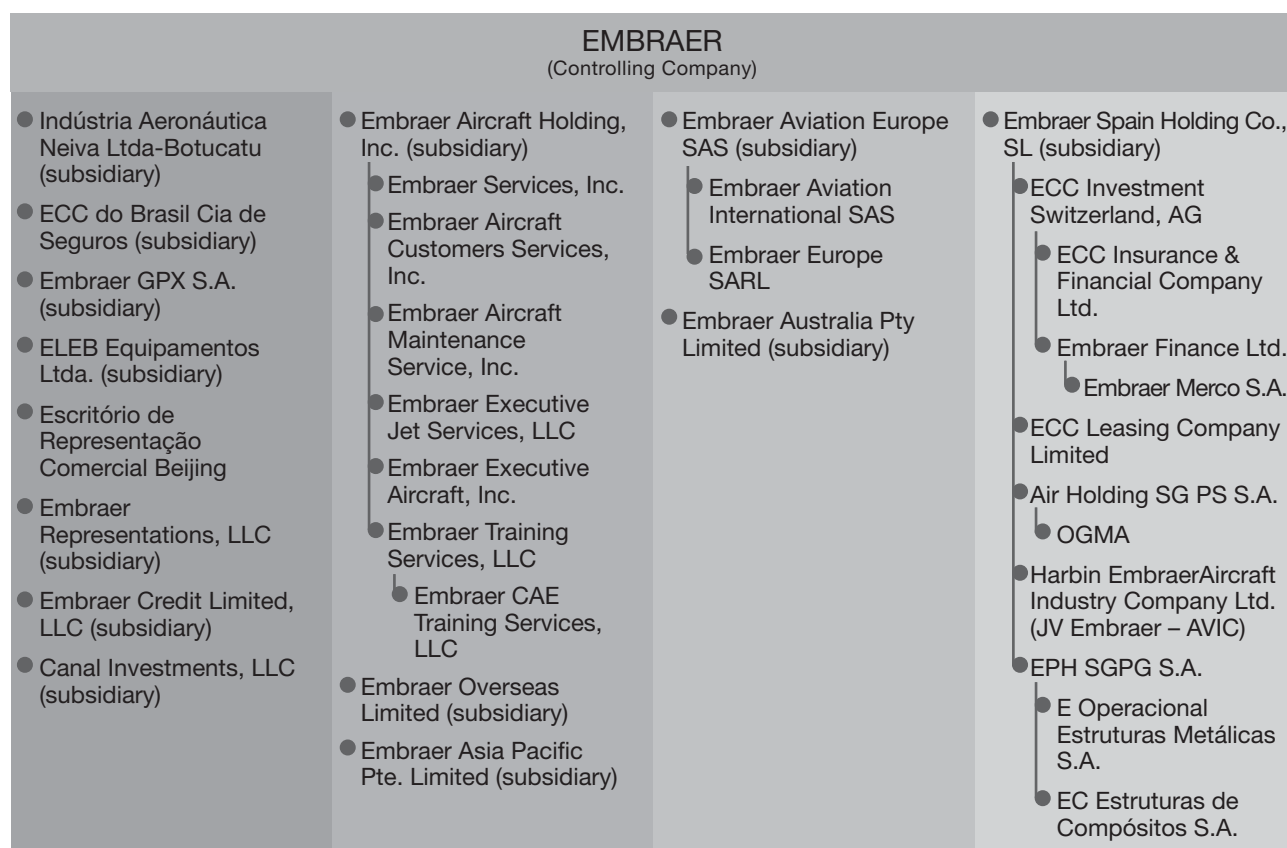 EMBRAER
(Controlling Company)
Indústria Aeronáutica
Neiva Ltda-Botucatu
(subsidiary)
ECC do Brasil Cia de
Seguros (subsidiary)
Embraer GPX S.A.
(subsidiary)
ELEB Equipamentos
Ltda. (subsidiary)
Escritório de
Representação
Comercial Beijing
Embraer
Representations, LLC
(subsidiary)
Embraer Credit Limited,
LLC (subsidiary)
Canal Investments, LLC
(subsidiary)
Embraer Aircraft Holding,
Inc. (subsidiary)
Embraer Services, Inc.
Embraer Aircraft
Customers Services,
Inc.
Embraer Aircraft
Maintenance
Service, Inc.
Embraer Executive
Jet Services, LLC
Embraer Executive
Aircraft, Inc.
Embraer Training
Services, LLC
Embraer CAE
Training Services,
LLC
Embraer Overseas
Limited (subsidiary)
Embraer Asia Pacific
Pte. Limited (subsidiary)
Embraer Aviation Europe
SAS (subsidiary)
Embraer Aviation
International SAS
Embraer Europe
SARL
Embraer Australia Pty
Limited (subsidiary)
Embraer Spain Holding Co.,
SL (subsidiary)
ECC Investment
Switzerland, AG
ECC Insurance &
Financial Company
Ltd.
Embraer Finance Ltd.
Embraer Merco S.A.
ECC Leasing Company
Limited
Air Holding SG PS S.A.
OGMA
Harbin EmbraerAircraft
Industry Company Ltd.
(JV Embraer – AVIC)
EPH SGPG S.A.
E Operacional
Estruturas Metálicas
S.A.
EC Estruturas de
Compósitos S.A.